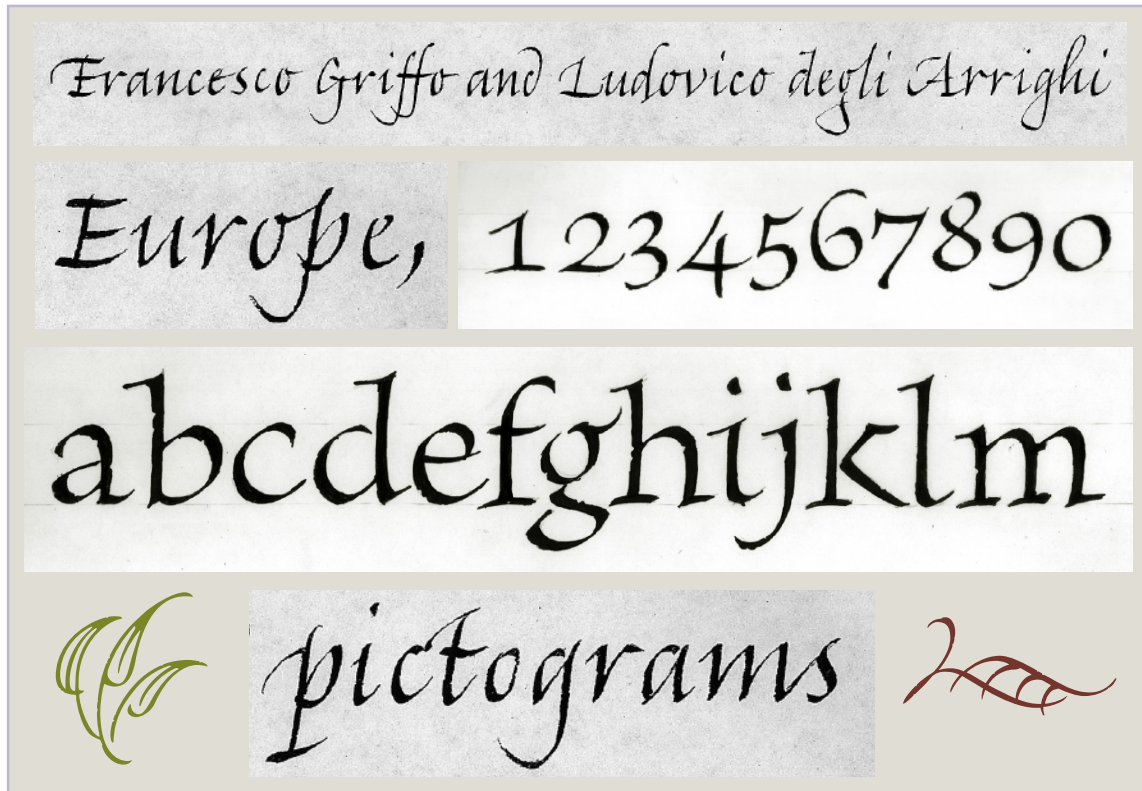 Francesco Griffo and Ludovico degli Arrighi
Europe,
1234567890
abcdefghijklm
pictograms